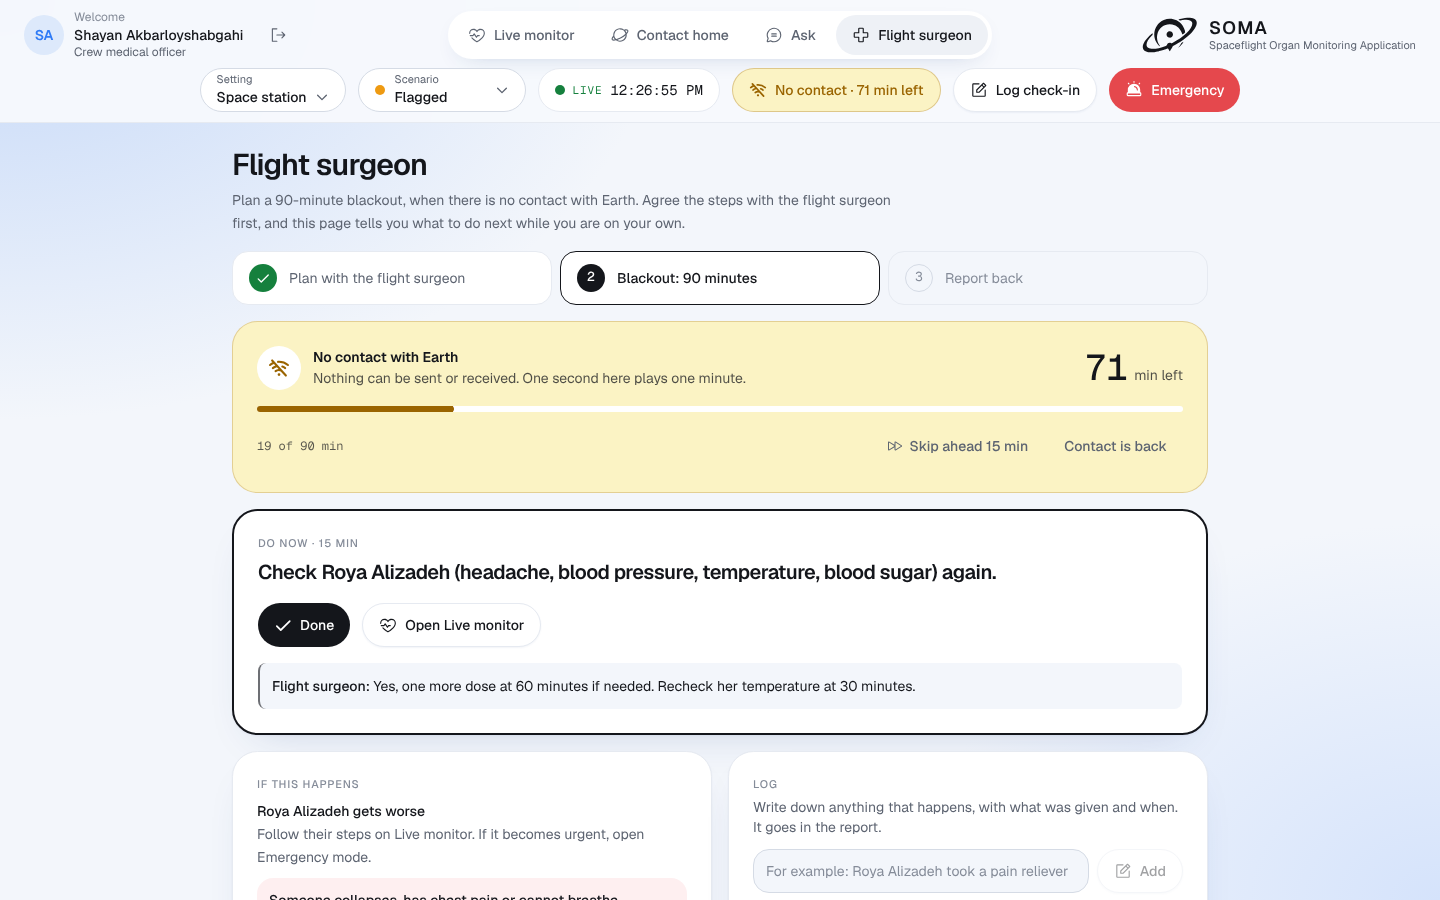 SA
Welcome
Shayan Akbarloyshabgahi
Crew medical officer
Live monitor
Contact home
Ask
Flight surgeon
SOMA
Spaceflight Organ Monitoring Application
Setting
Space station
Scenario
Flagged
LIVE 12:26:55 PM
No contact · 71 min left
Log check-in
Emergency
Flight surgeon
Plan a 90-minute blackout, when there is no contact with Earth. Agree the steps with the flight surgeon
first, and this page tells you what to do next while you are on your own.
Plan with the flight surgeon
2 Blackout: 90 minutes
3 Report back
No contact with Earth
Nothing can be sent or received. One second here plays one minute.
71 min left
19 of 90 min
Skip ahead 15 min
Contact is back
DO NOW · 15 MIN
Check Roya Alizadeh (headache, blood pressure, temperature, blood sugar) again.
Done
Open Live monitor
Flight surgeon: Yes, one more dose at 60 minutes if needed. Recheck her temperature at 30 minutes.
IF THIS HAPPENS
Roya Alizadeh gets worse
Follow their steps on Live monitor. If it becomes urgent, open
Emergency mode.
Someone collapses, has chest pain or cannot breathe
LOG
Write down anything that happens, with what was given and when.
It goes in the report.
For example: Roya Alizadeh took a pain reliever
Add